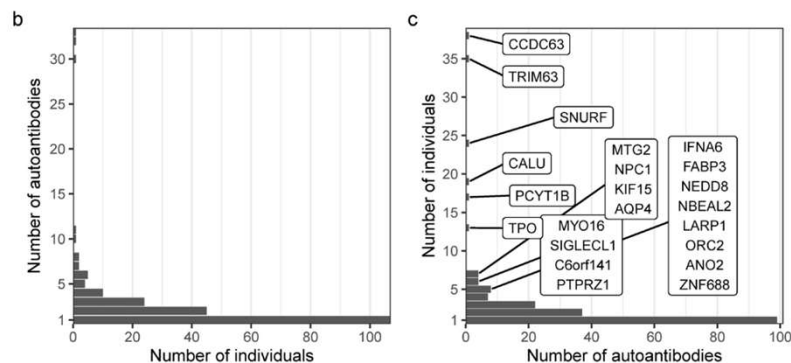 b
Number of autoantibodies
30
20
10
5
1
0
20
40
60
80
100
Number of individuals
c
Number of individuals
35
30
25
20
15
10
5
1
0
20
40
60
80
100
Number of autoantibodies
CCDC63
TRIM63
SNURF
CALU
PCYT1B
TPO
MTG2
NPC1
KIF15
AQP4
MYO16
SIGLECL1
C6orf141
PTPRZ1
IFNA6
FABP3
NEDD8
NBEAL2
LARP1
ORC2
ANO2
ZNF688